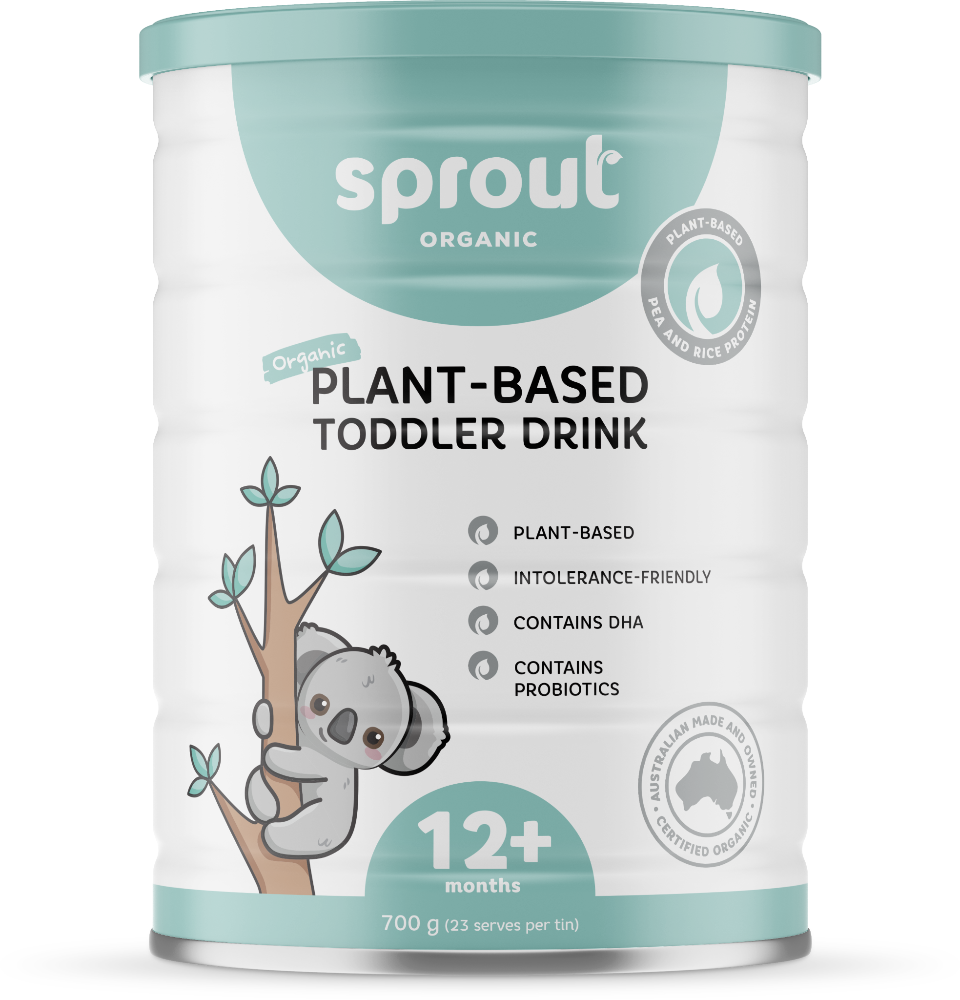 sprout
ORGANIC
PLANT-BASED
PEA AND RICE PROTEIN
Organic
PLANT-BASED
TODDLER DRINK
PLANT-BASED
INTOLERANCE-FRIENDLY
CONTAINS DHA
CONTAINS
PROBIOTICS
• AUSTRALIAN MADE AND OWNED •
CERTIFIED ORGANIC
12+
months
700 g (23 serves per tin)